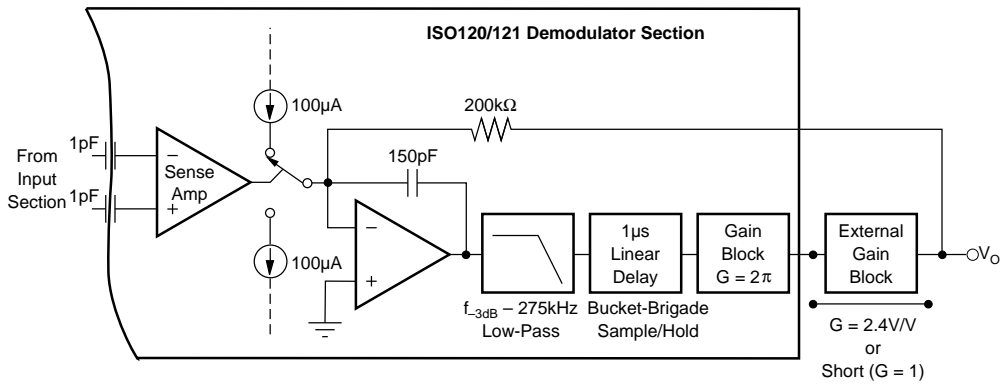 ISO120/121 Demodulator Section
100µA
200kΩ
1pF
150pF
From
Input
Section
Sense
Amp
−
+
1pF
100µA
−
+
f–3dB – 275kHz
Low-Pass
1µs
Linear
Delay
Bucket-Brigade
Sample/Hold
Gain
Block
G = 2π
External
Gain
Block
VO
G = 2.4V/V
or
Short (G = 1)